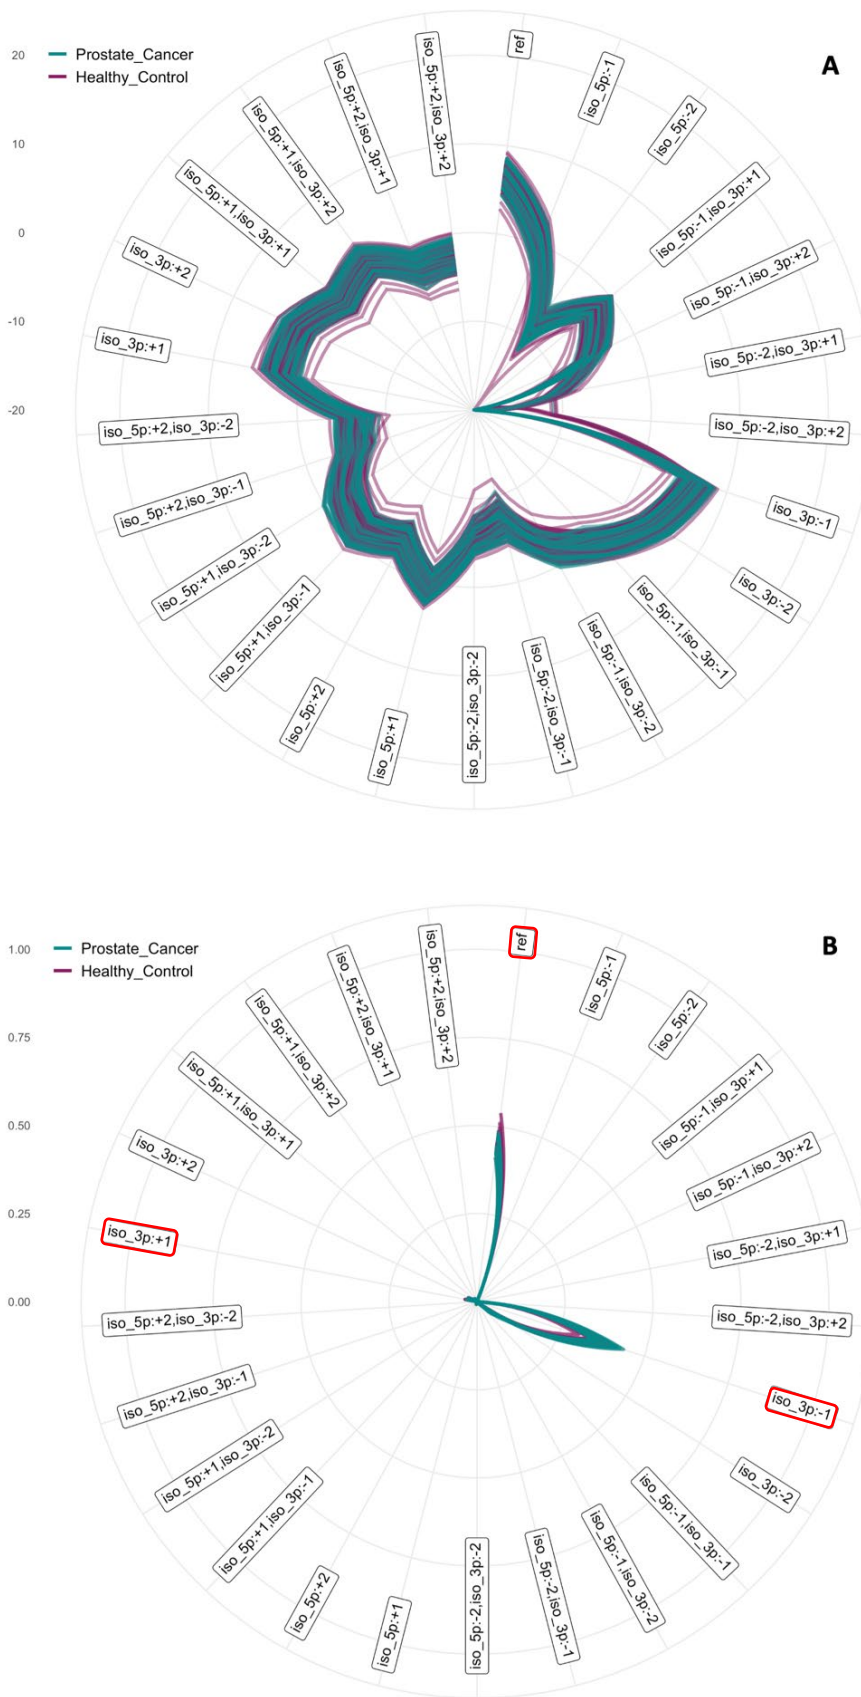 A
Prostate_Cancer
Healthy_Control
20
10
0
-10
-20
ref
iso_5p:-1
iso_5p:-2
iso_5p:-1,iso_3p:+1
iso_5p:-1,iso_3p:+2
iso_5p:-2,iso_3p:+1
iso_5p:-2,iso_3p:+2
iso_3p:-1
iso_3p:-2
iso_5p:-1,iso_3p:-1
iso_5p:-1,iso_3p:-2
iso_5p:-2,iso_3p:-1
iso_5p:-2,iso_3p:-2
iso_5p:+1
iso_5p:+2
iso_5p:+1,iso_3p:-1
iso_5p:+1,iso_3p:-2
iso_5p:+2,iso_3p:-1
iso_5p:+2,iso_3p:-2
iso_3p:+1
iso_3p:+2
iso_5p:+1,iso_3p:+1
iso_5p:+1,iso_3p:+2
iso_5p:+2,iso_3p:+1
iso_5p:+2,iso_3p:+2
B
Prostate_Cancer
Healthy_Control
1.00
0.75
0.50
0.25
0.00
ref
iso_5p:-1
iso_5p:-2
iso_5p:-1,iso_3p:+1
iso_5p:-1,iso_3p:+2
iso_5p:-2,iso_3p:+1
iso_5p:-2,iso_3p:+2
iso_3p:-1
iso_3p:-2
iso_5p:-1,iso_3p:-1
iso_5p:-1,iso_3p:-2
iso_5p:-2,iso_3p:-1
iso_5p:-2,iso_3p:-2
iso_5p:+1
iso_5p:+2
iso_5p:+1,iso_3p:-1
iso_5p:+1,iso_3p:-2
iso_5p:+2,iso_3p:-1
iso_5p:+2,iso_3p:-2
iso_3p:+1
iso_3p:+2
iso_5p:+1,iso_3p:+1
iso_5p:+1,iso_3p:+2
iso_5p:+2,iso_3p:+1
iso_5p:+2,iso_3p:+2